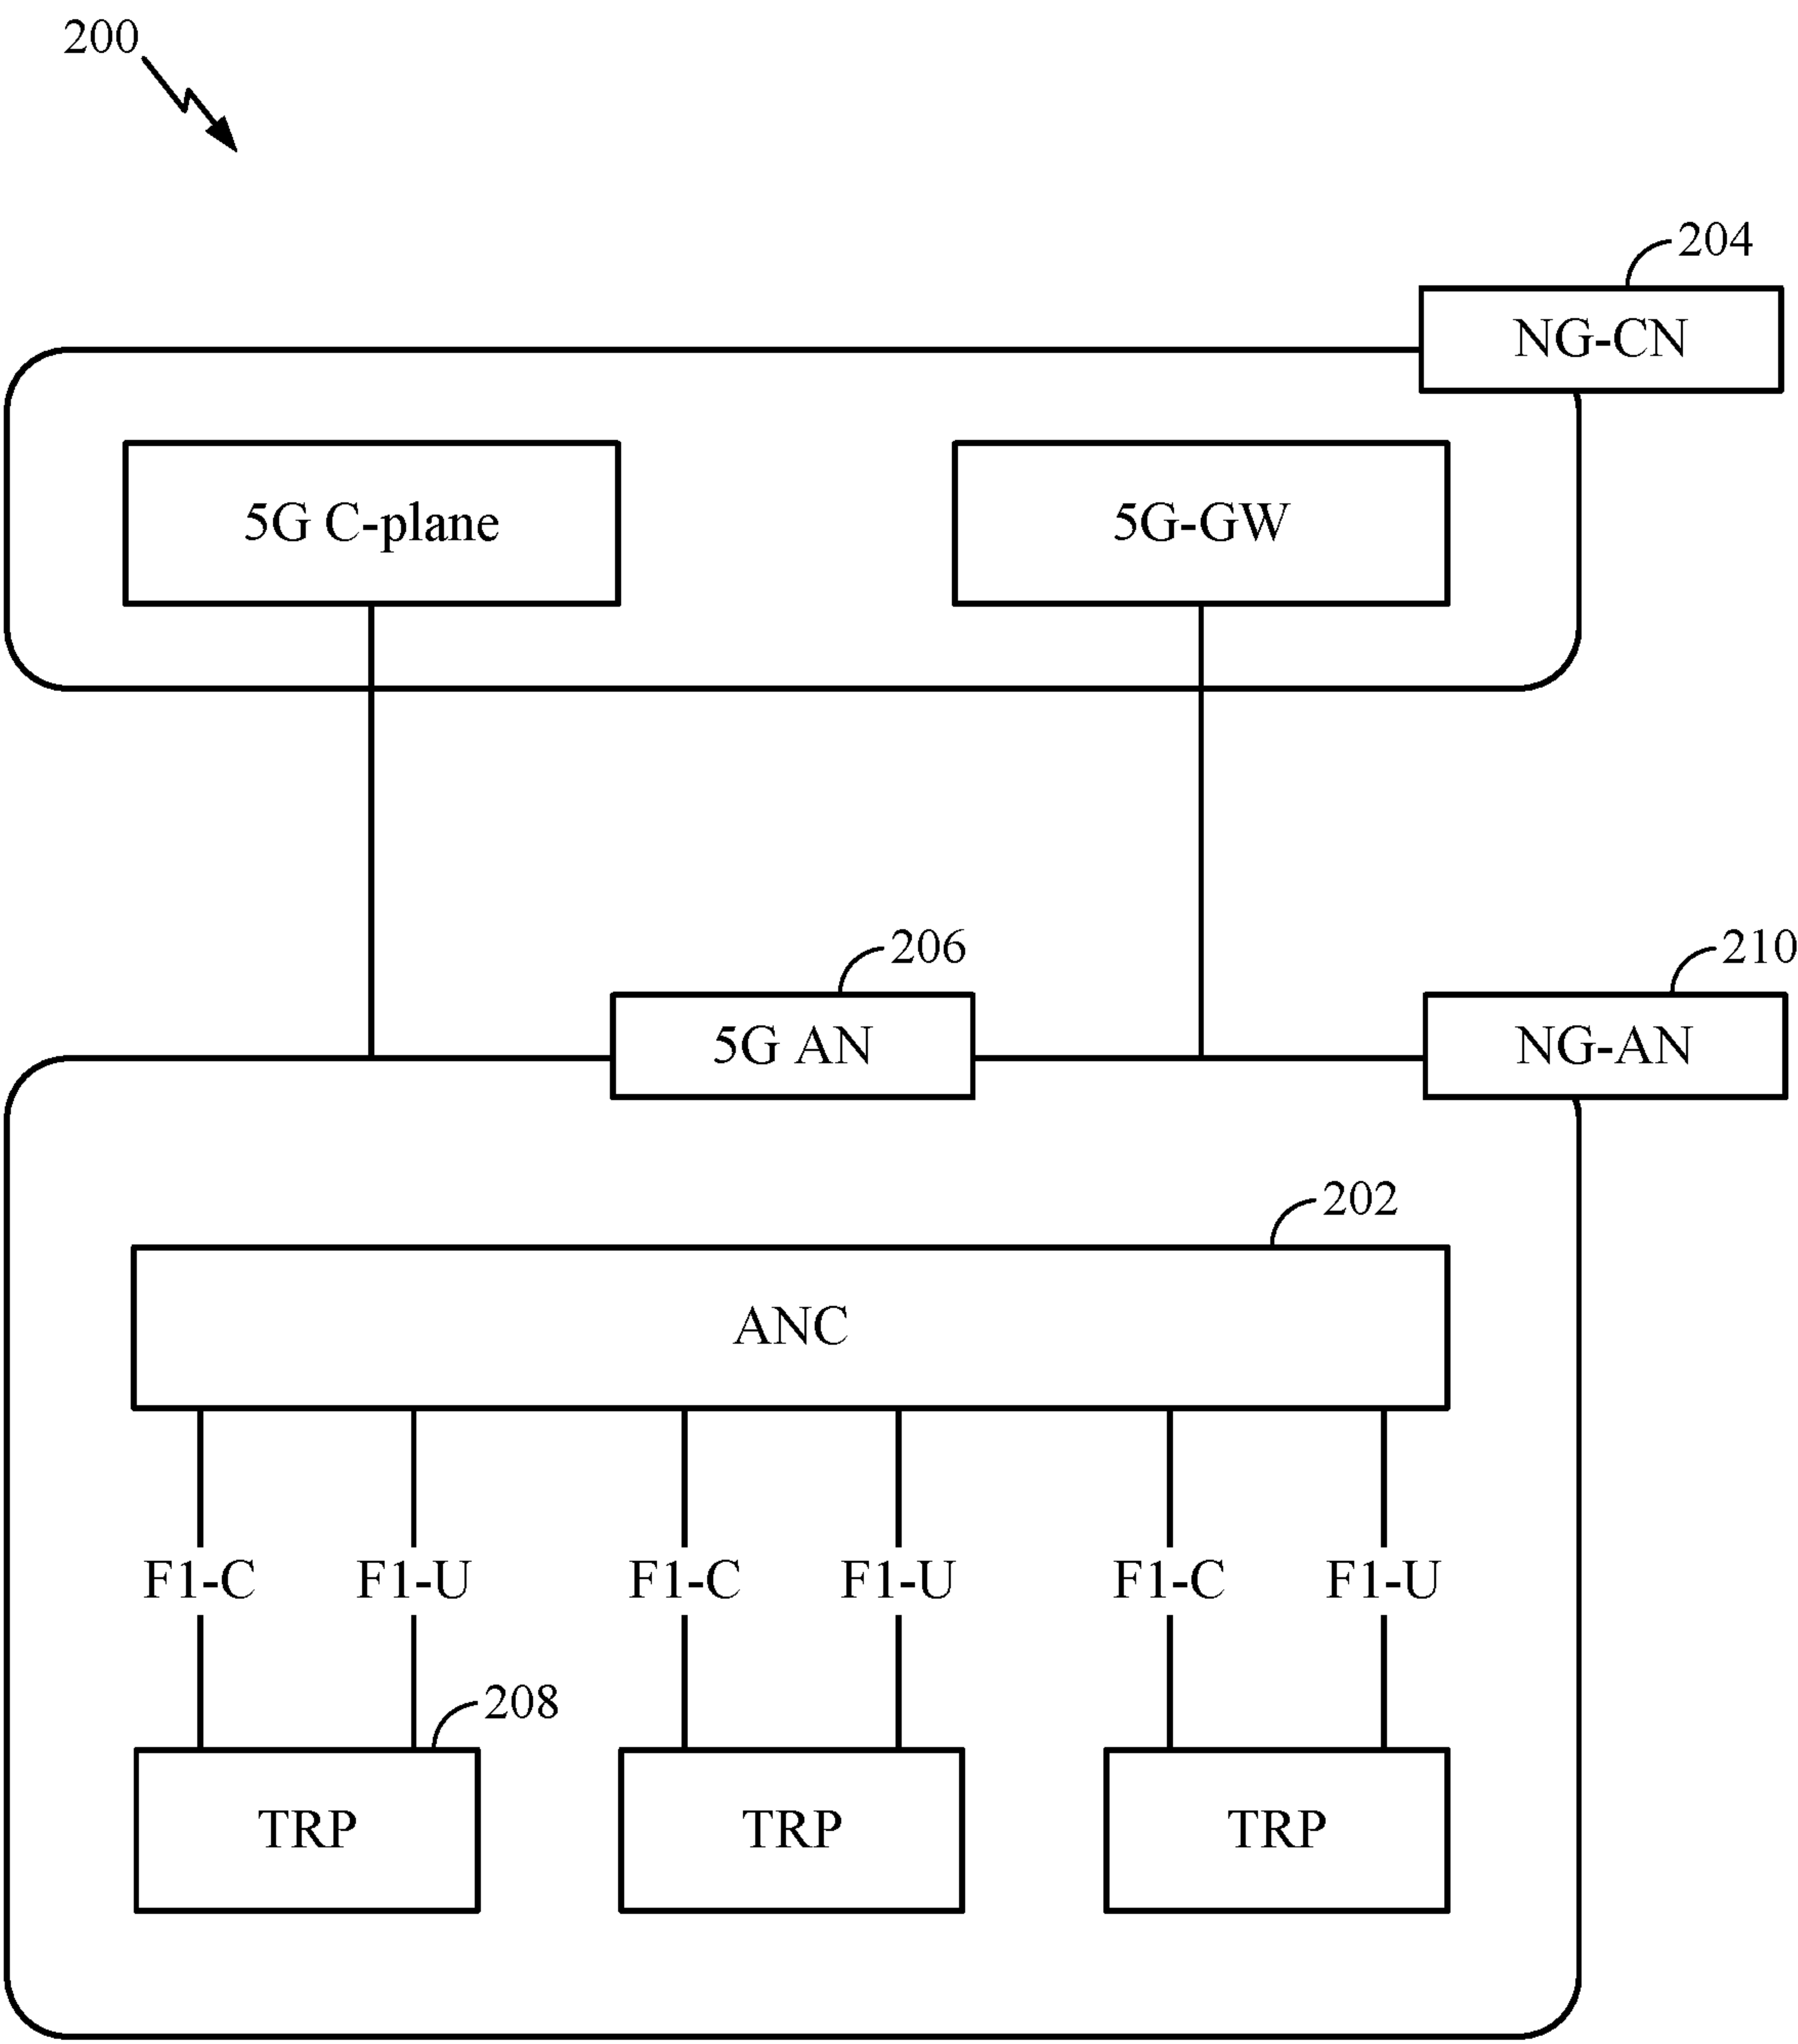 200
204
NG-CN
5G C-plane
5G-GW
206
210
5G AN
NG-AN
202
ANC
F1-C
F1-U
F1-C
F1-U
F1-C
F1-U
208
TRP
TRP
TRP